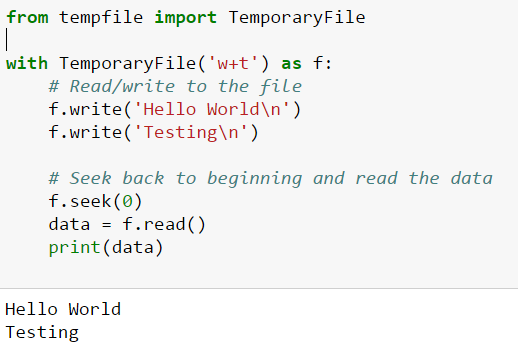 from tempfile import TemporaryFile
with TemporaryFile('w+t') as f:
    # Read/write to the file
    f.write('Hello World\n')
    f.write('Testing\n')
    # Seek back to beginning and read the data
    f.seek(0)
    data = f.read()
    print(data)
Hello World
Testing